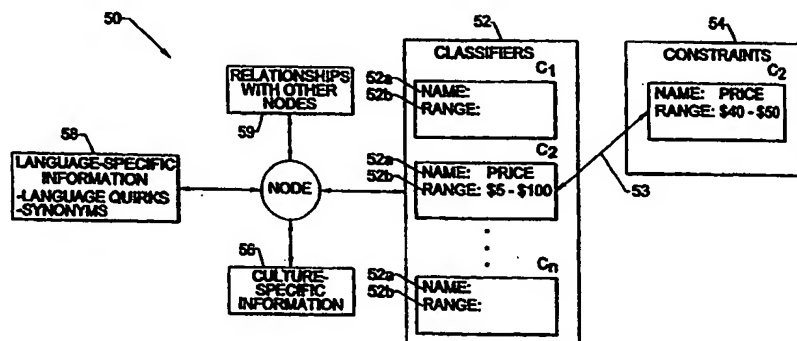 50
52
54
CLASSIFIERS
C1
52a
NAME:
52b
RANGE:
C2
52a
NAME: PRICE
52b
RANGE: $5 - $100
Cn
52a
NAME:
52b
RANGE:
CONSTRAINTS
C2
NAME: PRICE
RANGE: $40 - $50
53
RELATIONSHIPS
WITH OTHER
NODES
59
58
LANGUAGE-SPECIFIC
INFORMATION
-LANGUAGE QUIRKS
-SYNONYMS
NODE
56
CULTURE-
SPECIFIC
INFORMATION